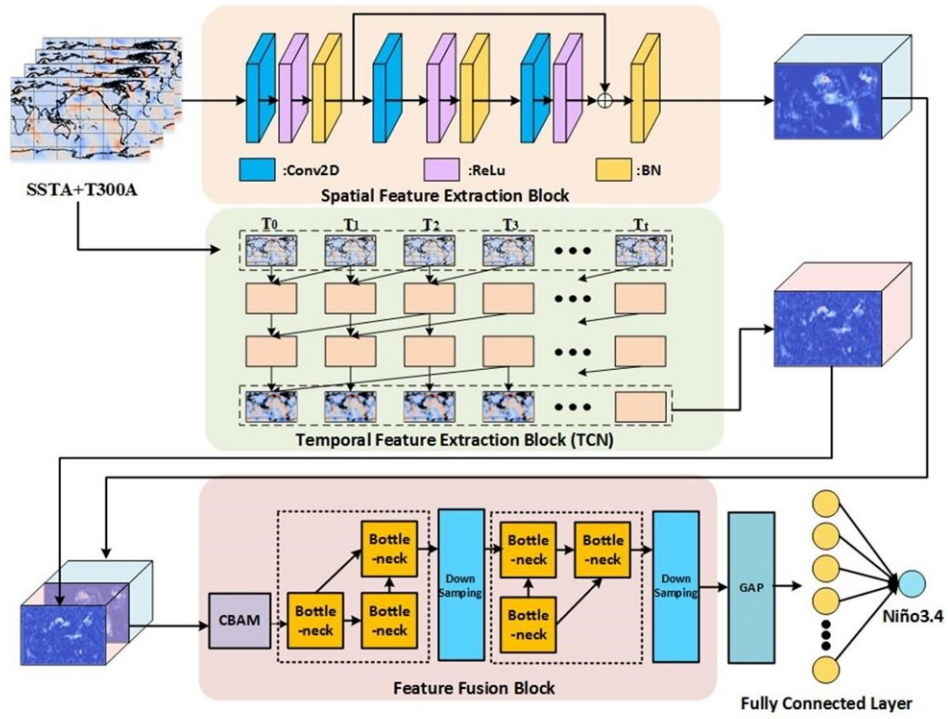 SSTA+T300A
:Conv2D
:ReLu
:BN
Spatial Feature Extraction Block
T0
T1
T2
T3
Tt
Temporal Feature Extraction Block (TCN)
CBAM
Bottle
-neck
Bottle
-neck
Bottle
-neck
Down
Samping
Bottle
-neck
Bottle
-neck
Bottle
-neck
Down
Samping
GAP
Niño3.4
Feature Fusion Block
Fully Connected Layer